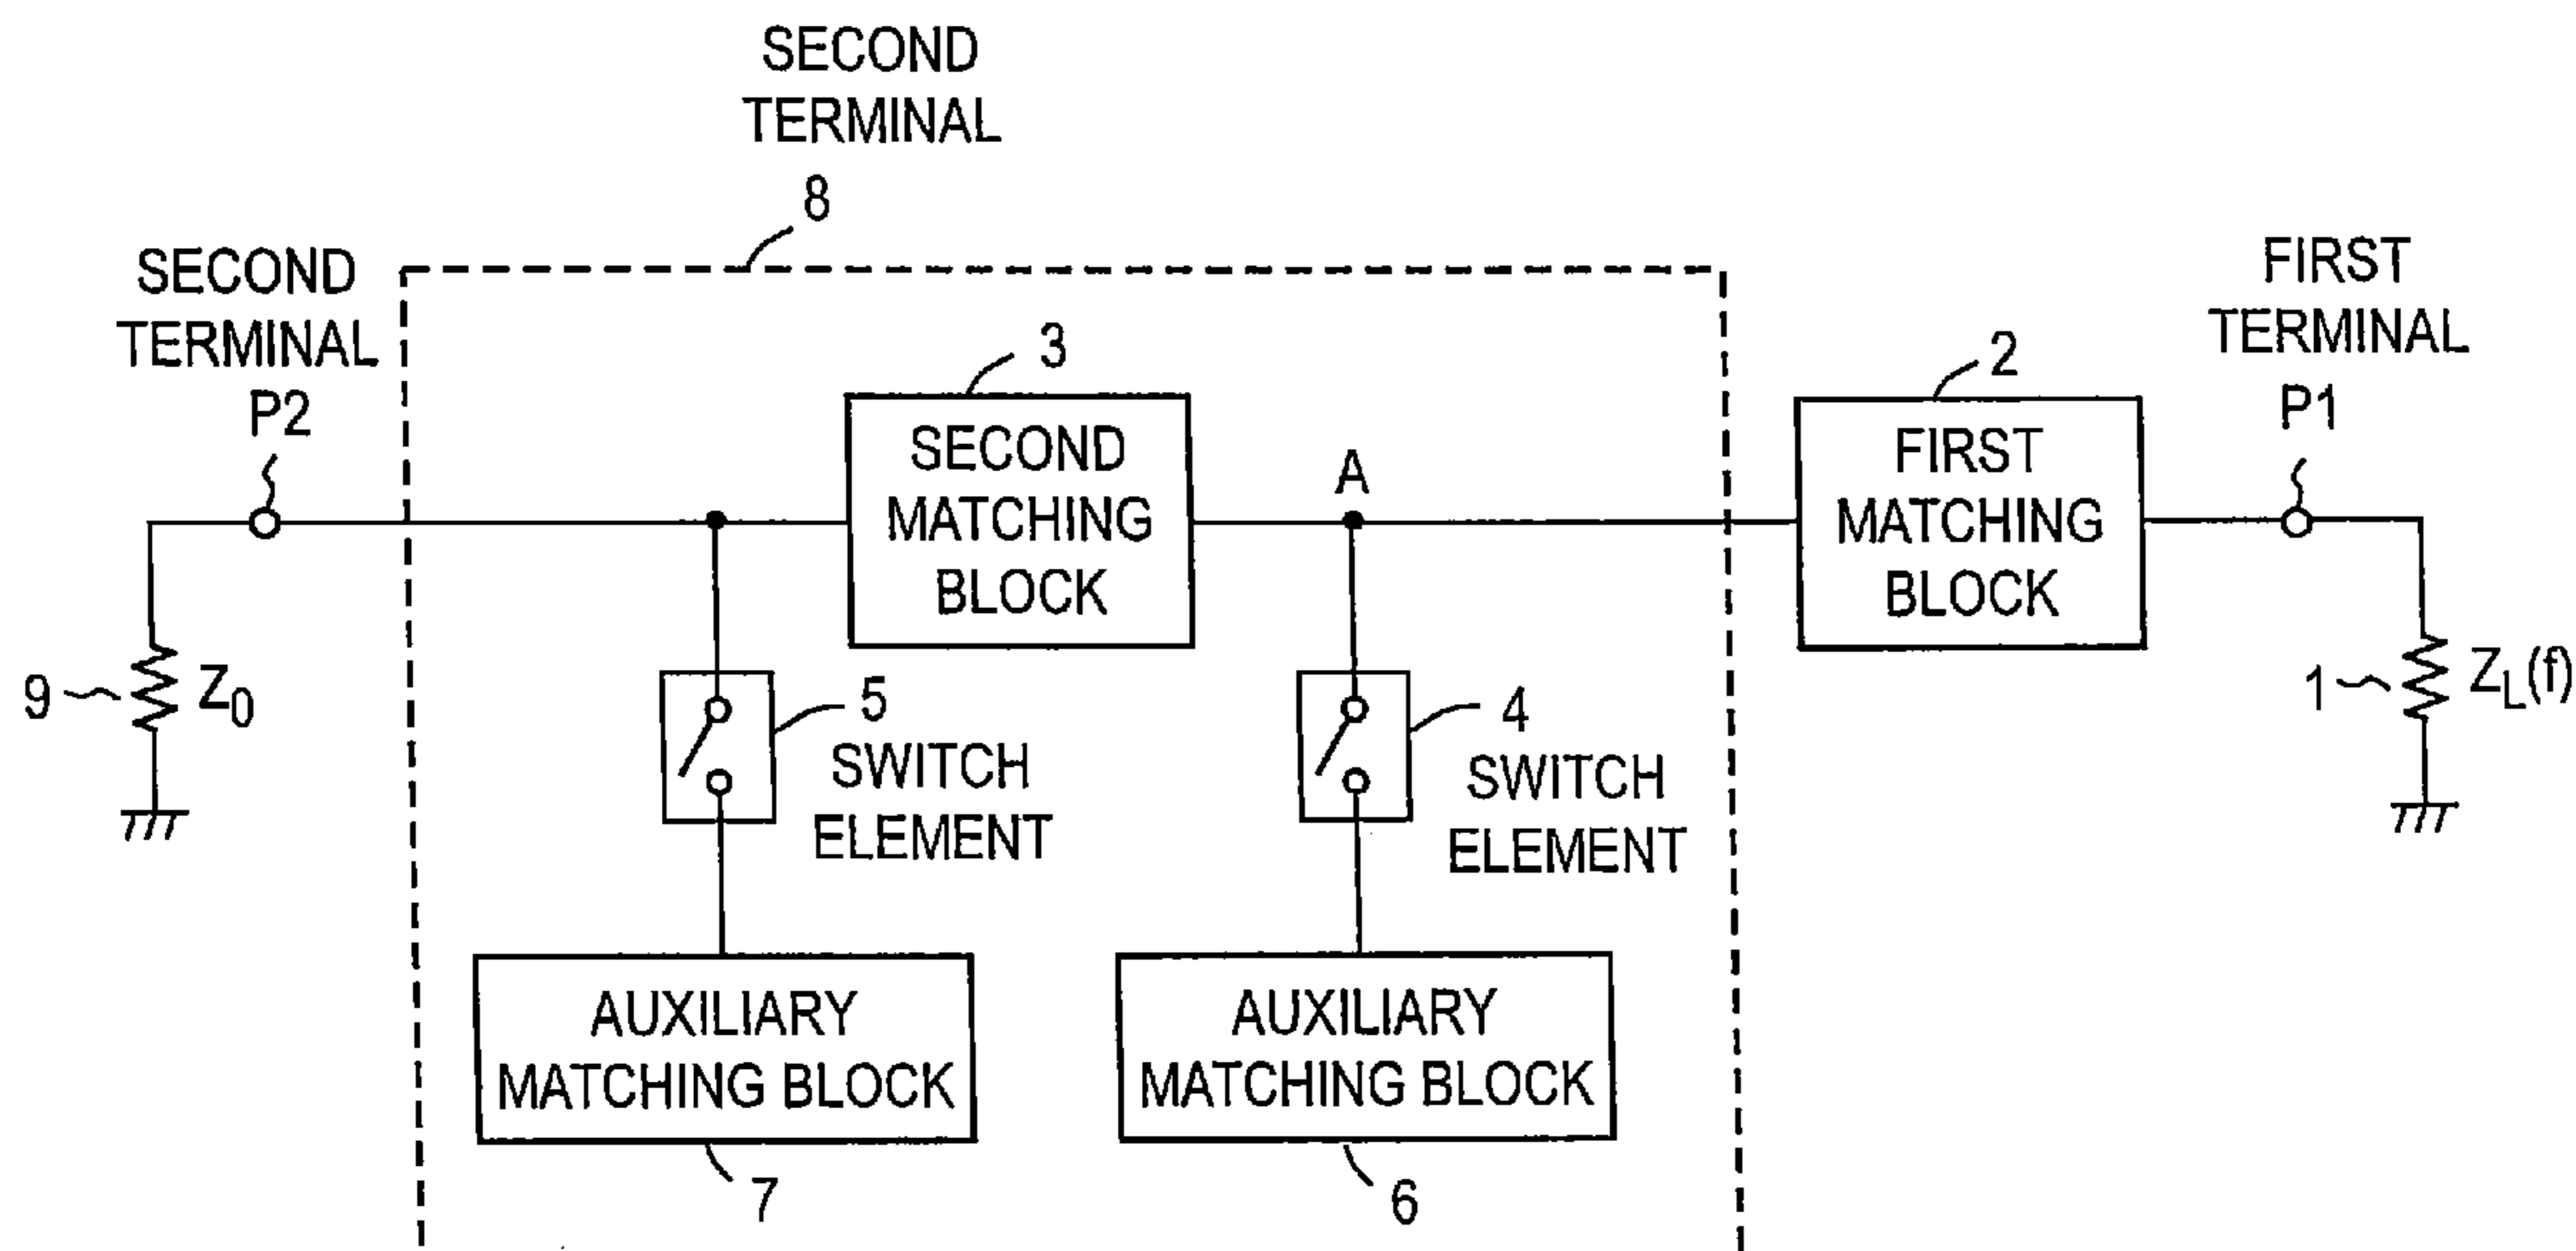 SECOND
TERMINAL
8
SECOND
TERMINAL
P2
FIRST
TERMINAL
P1
3
2
SECOND
MATCHING
BLOCK
A
FIRST
MATCHING
BLOCK
9
Z0
5
SWITCH
ELEMENT
4
SWITCH
ELEMENT
1
ZL(f)
AUXILIARY
MATCHING BLOCK
AUXILIARY
MATCHING BLOCK
7
6